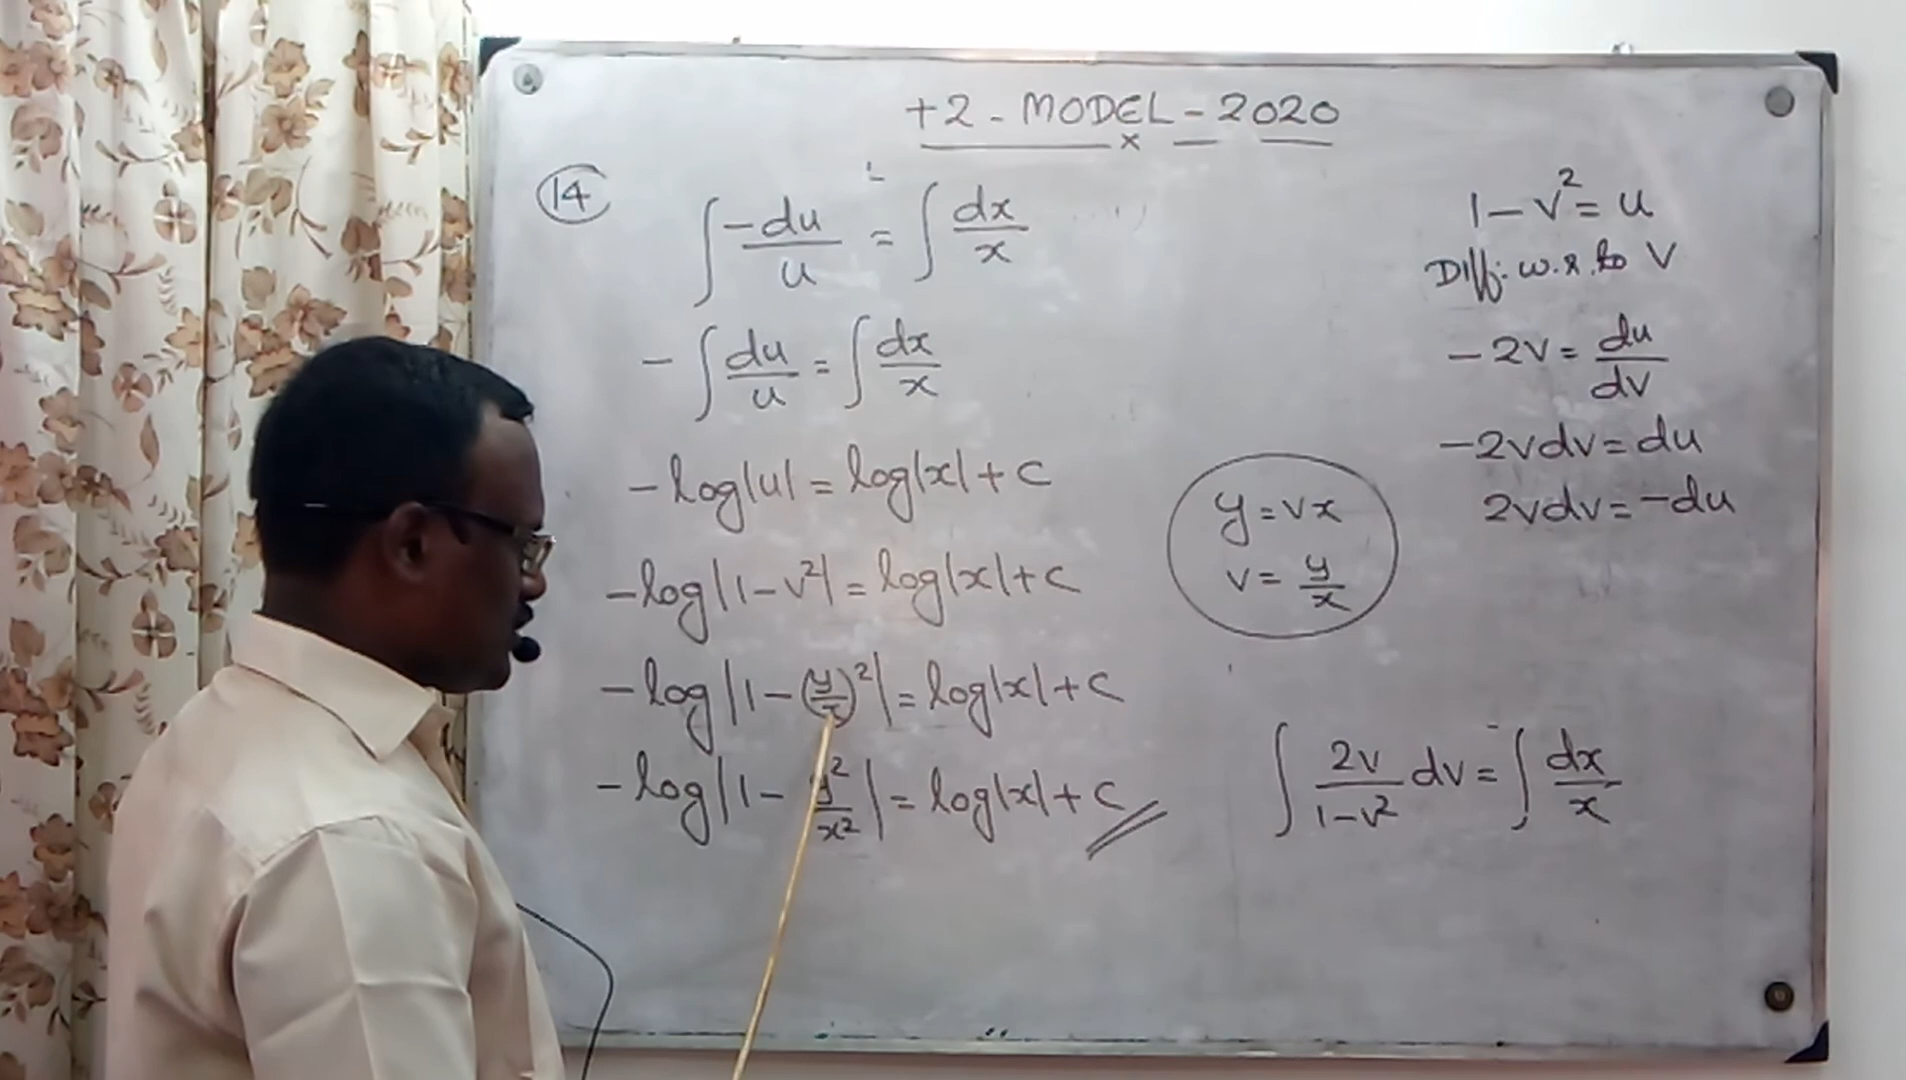 +2 - MODEL - 2020
14
∫ -du/u = ∫ dx/x
- ∫ du/u = ∫ dx/x
- log|u| = log|x| + c
- log|1 - v²| = log|x| + c
- log|1 - (y/x)²| = log|x| + c
- log|1 - y²/x²| = log|x| + c
y = vx
v = y/x
1 - v² = u
Diff: w.r.to v
- 2v = du/dv
- 2vdv = du
2vdv = -du
∫ 2v/1-v² dv = ∫ dx/x